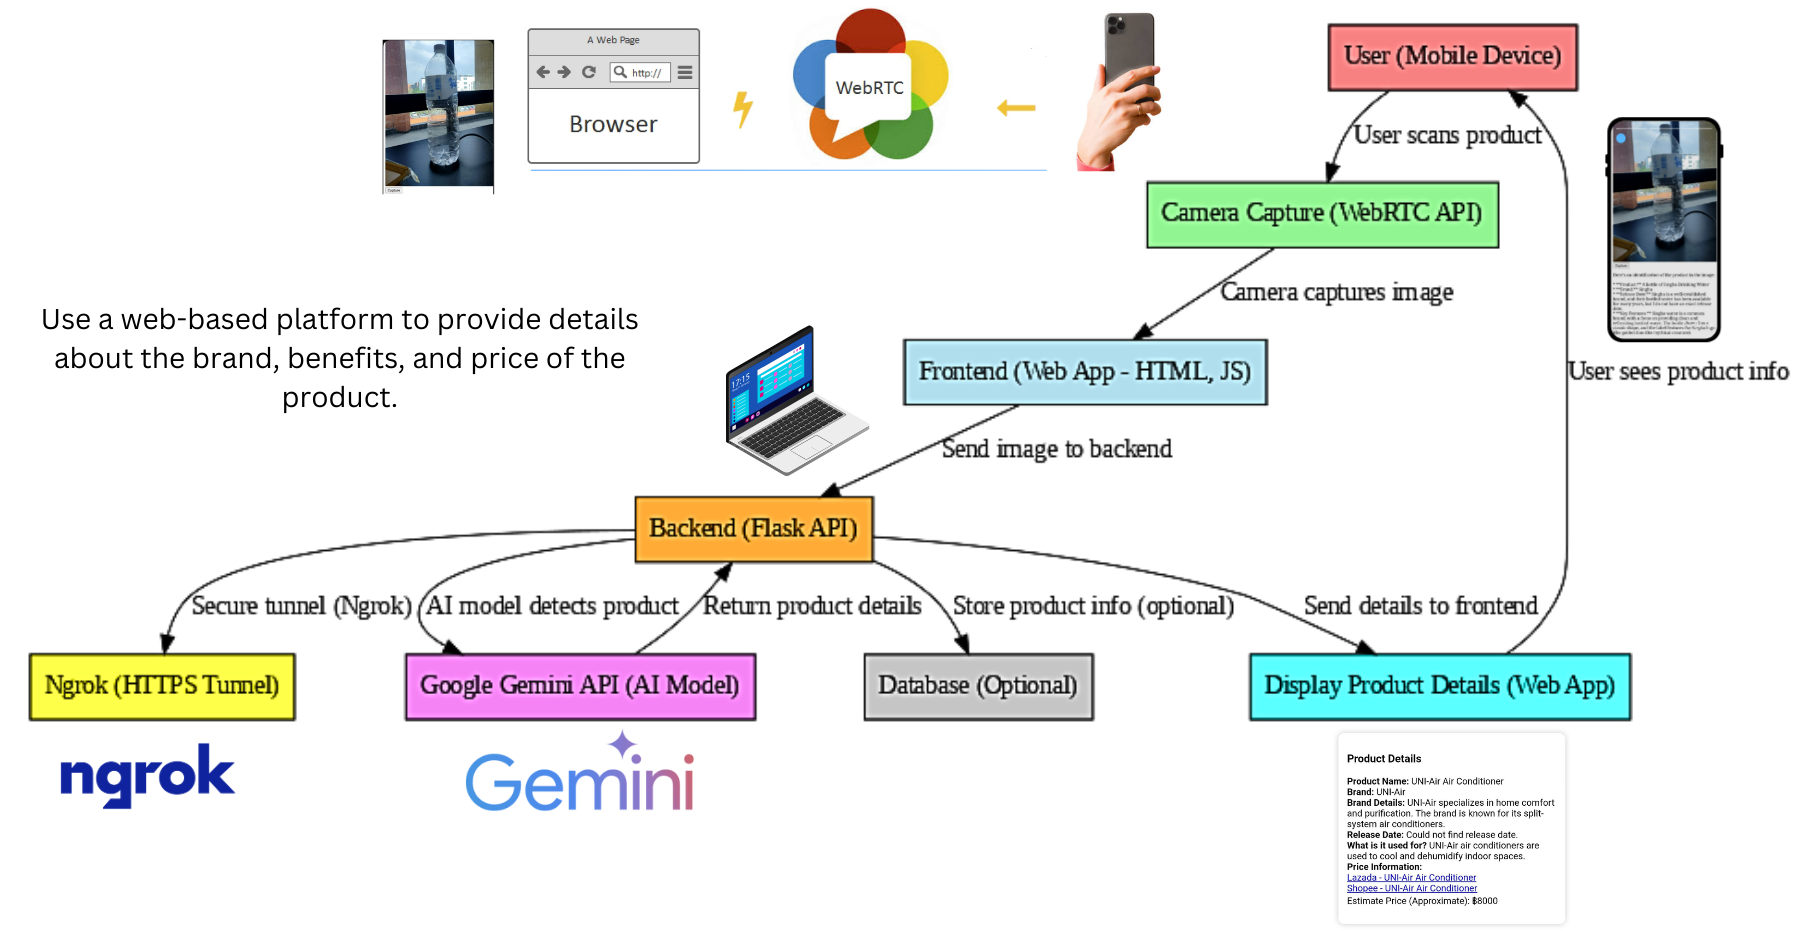 A Web Page
http://
Browser
WebRTC
User (Mobile Device)
User scans product
Camera Capture (WebRTC API)
Camera captures image
Use a web-based platform to provide details
about the brand, benefits, and price of the
product.
17:15
Frontend (Web App - HTML, JS)
User sees product info
Send image to backend
Backend (Flask API)
Secure tunnel (Ngrok)
AI model detects product
Return product details
Store product info (optional)
Send details to frontend
Ngrok (HTTPS Tunnel)
Google Gemini API (AI Model)
Database (Optional)
Display Product Details (Web App)
ngrok
Gemini
Product Details
Product Name: UNI-Air Air Conditioner
Brand: UNI-Air
Brand Details: UNI-Air specializes in home comfort
and purification. The brand is known for its split-
system air conditioners.
Release Date: Could not find release date.
What is it used for? UNI-Air air conditioners are
used to cool and dehumidify indoor spaces.
Price Information:
Lazada - UNI-Air Air Conditioner
Shopee - UNI-Air Air Conditioner
Estimate Price (Approximate): ฿8000